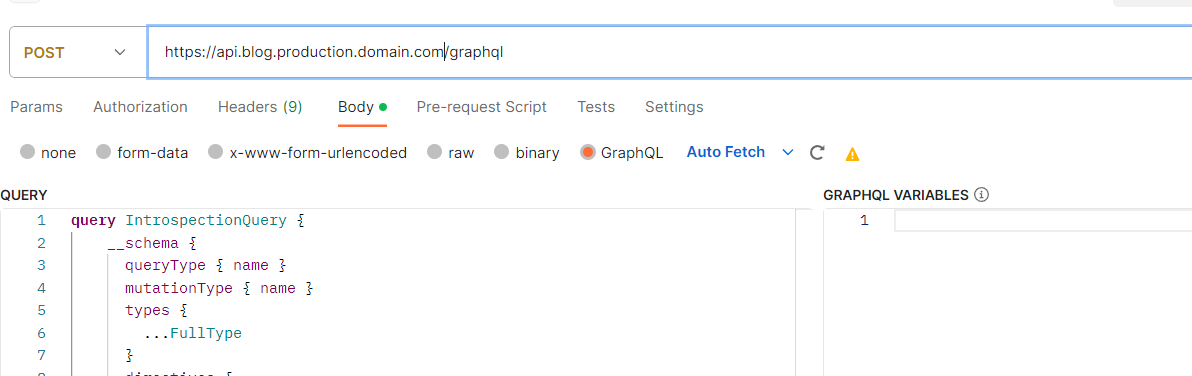 POST https://api.blog.production.domain.com/graphql
Params Authorization Headers (9) Body Pre-request Script Tests Settings
none form-data x-www-form-urlencoded raw binary GraphQL Auto Fetch
QUERY GRAPHQL VARIABLES
1 query IntrospectionQuery { 1
2 __schema {
3 queryType { name }
4 mutationType { name }
5 types {
6 ...FullType
7 }
8 directives {